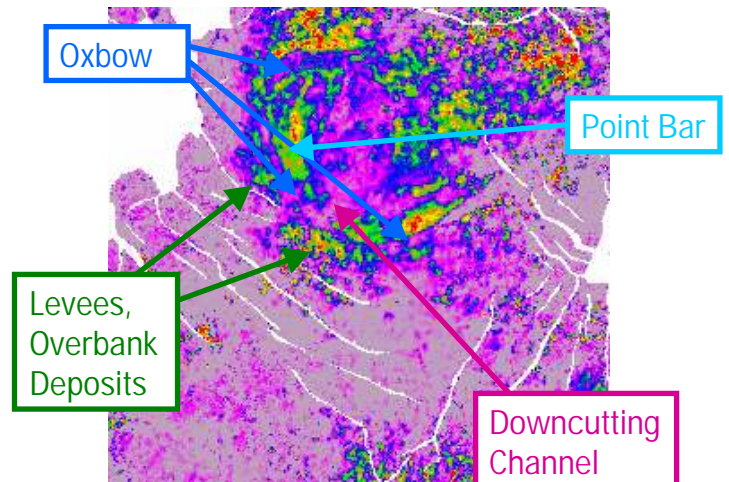 Oxbow
Point Bar
Levees,
Overbank
Deposits
Downcutting
Channel